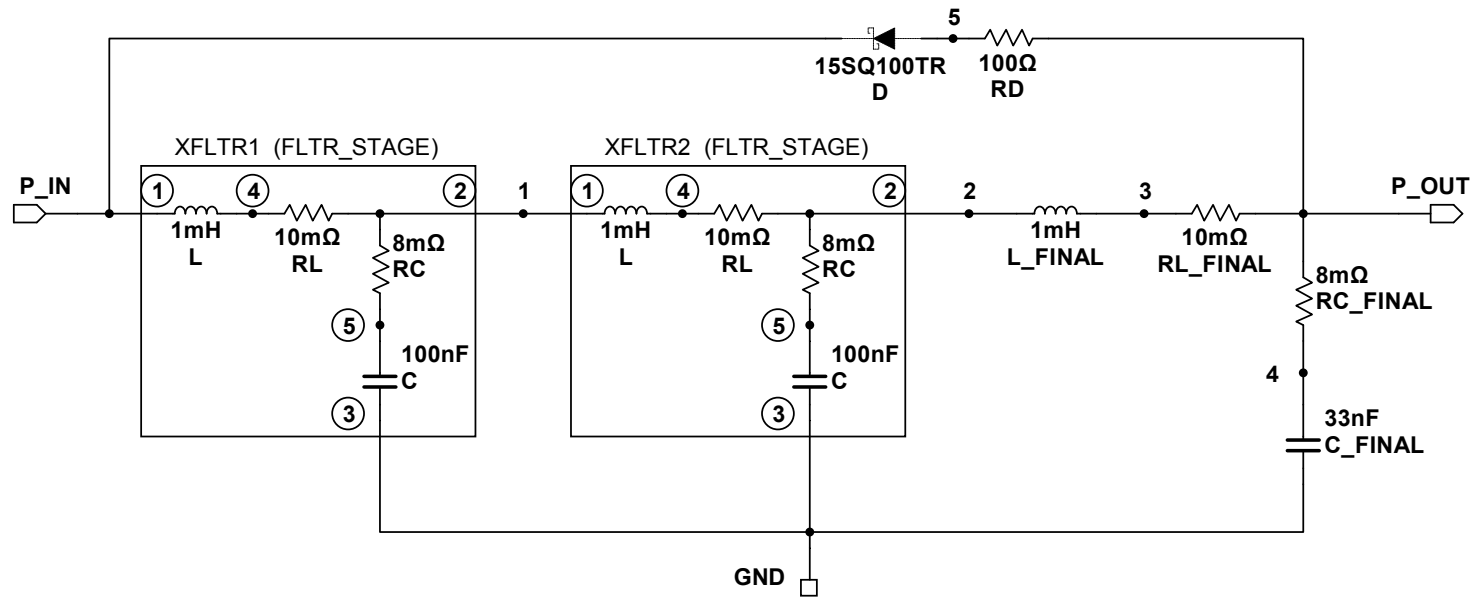 5
15SQ100TR
D
100Ω
RD
XFLTR1 (FLTR_STAGE)
XFLTR2 (FLTR_STAGE)
P_IN
1
4
2
1
1
4
2
2
3
P_OUT
1mH
L
10mΩ
RL
8mΩ
RC
1mH
L
10mΩ
RL
8mΩ
RC
1mH
L_FINAL
10mΩ
RL_FINAL
8mΩ
RC_FINAL
5
100nF
C
3
5
100nF
C
3
4
33nF
C_FINAL
GND